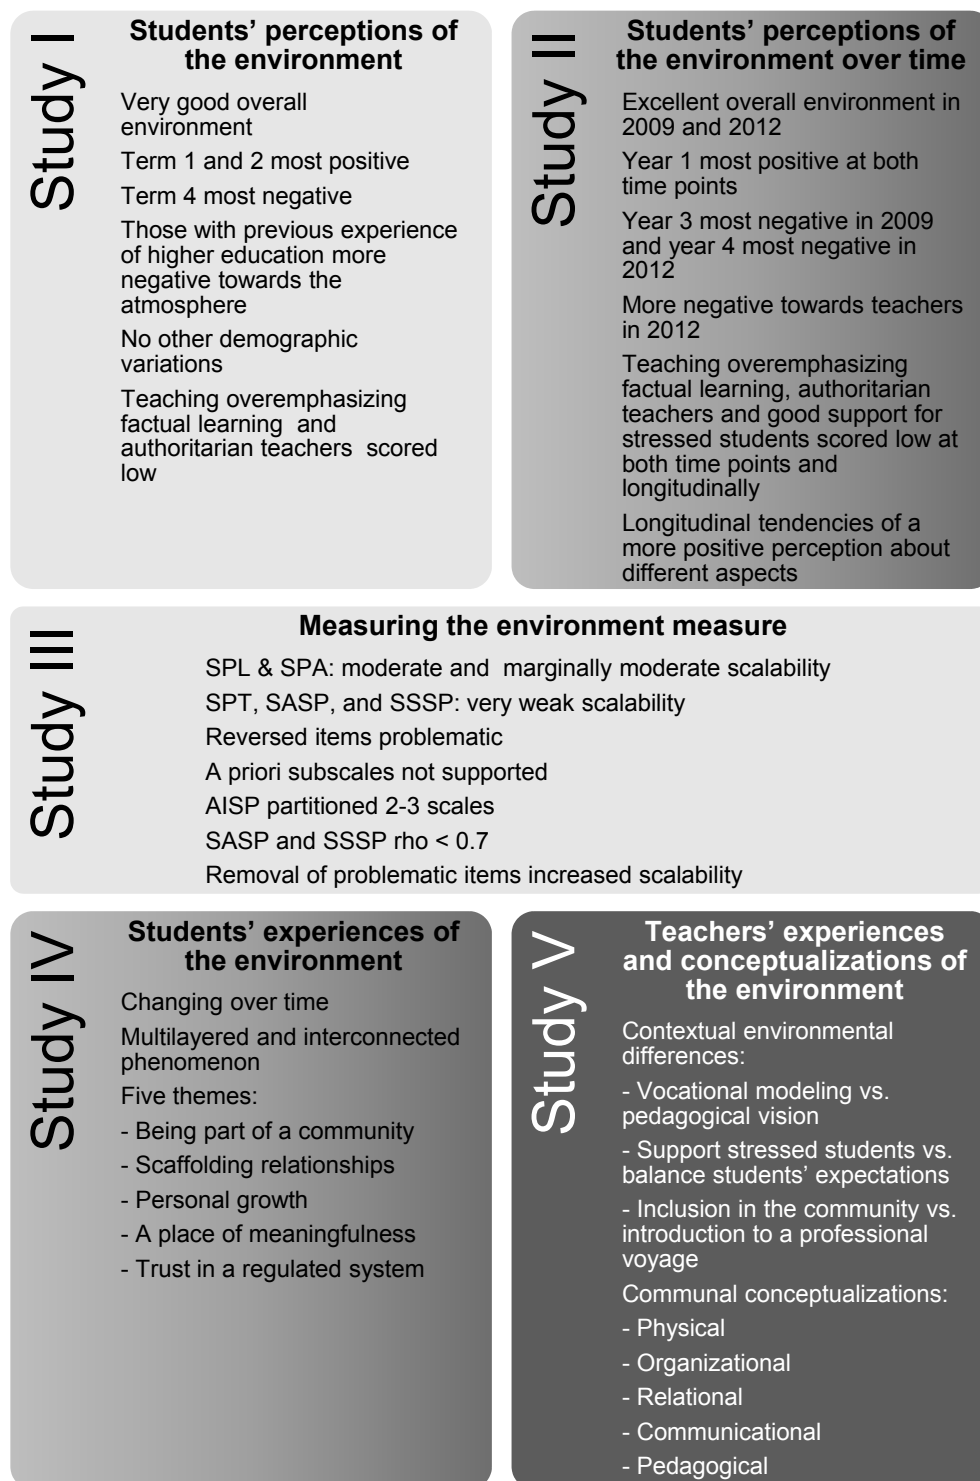 Study I
Students’ perceptions of
the environment
Very good overall
environment
Term 1 and 2 most positive
Term 4 most negative
Those with previous experience
of higher education more
negative towards the
atmosphere
No other demographic
variations
Teaching overemphasizing
factual learning and
authoritarian teachers scored
low
Study II
Students’ perceptions of
the environment over time
Excellent overall environment in
2009 and 2012
Year 1 most positive at both
time points
Year 3 most negative in 2009
and year 4 most negative in
2012
More negative towards teachers
in 2012
Teaching overemphasizing
factual learning, authoritarian
teachers and good support for
stressed students scored low at
both time points and
longitudinally
Longitudinal tendencies of a
more positive perception about
different aspects
Study III
Measuring the environment measure
SPL & SPA: moderate and marginally moderate scalability
SPT, SASP, and SSSP: very weak scalability
Reversed items problematic
A priori subscales not supported
AISP partitioned 2-3 scales
SASP and SSSP rho < 0.7
Removal of problematic items increased scalability
Study IV
Students’ experiences of
the environment
Changing over time
Multilayered and interconnected
phenomenon
Five themes:
- Being part of a community
- Scaffolding relationships
- Personal growth
- A place of meaningfulness
- Trust in a regulated system
Study V
Teachers’ experiences
and conceptualizations of
the environment
Contextual environmental
differences:
- Vocational modeling vs.
pedagogical vision
- Support stressed students vs.
balance students’ expectations
- Inclusion in the community vs.
introduction to a professional
voyage
Communal conceptualizations:
- Physical
- Organizational
- Relational
- Communicational
- Pedagogical